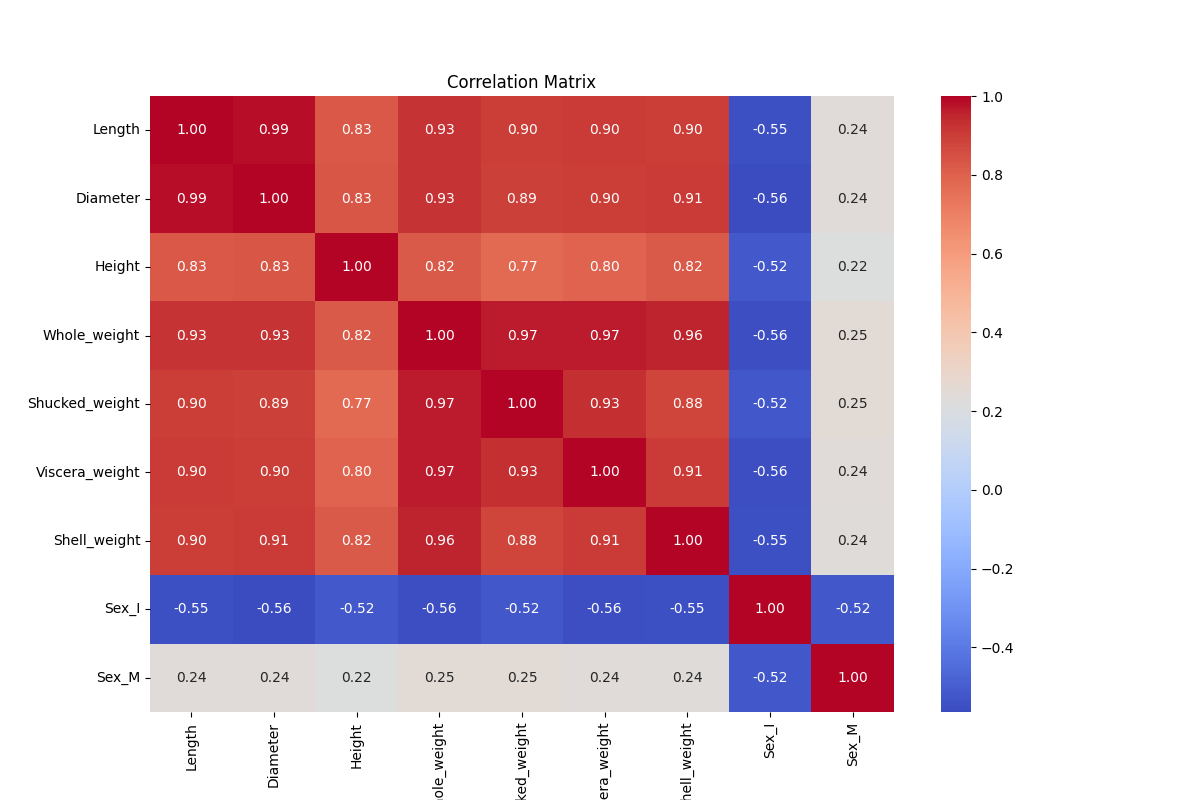 Correlation Matrix
Length 1.00 0.99 0.83 0.93 0.90 0.90 0.90 -0.55 0.24
Diameter 0.99 1.00 0.83 0.93 0.89 0.90 0.91 -0.56 0.24
Height 0.83 0.83 1.00 0.82 0.77 0.80 0.82 -0.52 0.22
Whole_weight 0.93 0.93 0.82 1.00 0.97 0.97 0.96 -0.56 0.25
Shucked_weight 0.90 0.89 0.77 0.97 1.00 0.93 0.88 -0.52 0.25
Viscera_weight 0.90 0.90 0.80 0.97 0.93 1.00 0.91 -0.56 0.24
Shell_weight 0.90 0.91 0.82 0.96 0.88 0.91 1.00 -0.55 0.24
Sex_I -0.55 -0.56 -0.52 -0.56 -0.52 -0.56 -0.55 1.00 -0.52
Sex_M 0.24 0.24 0.22 0.25 0.25 0.24 0.24 -0.52 1.00
Length Diameter Height ole_weight ked_weight era_weight hell_weight Sex_I Sex_M
1.0
0.8
0.6
0.4
0.2
0.0
−0.2
−0.4